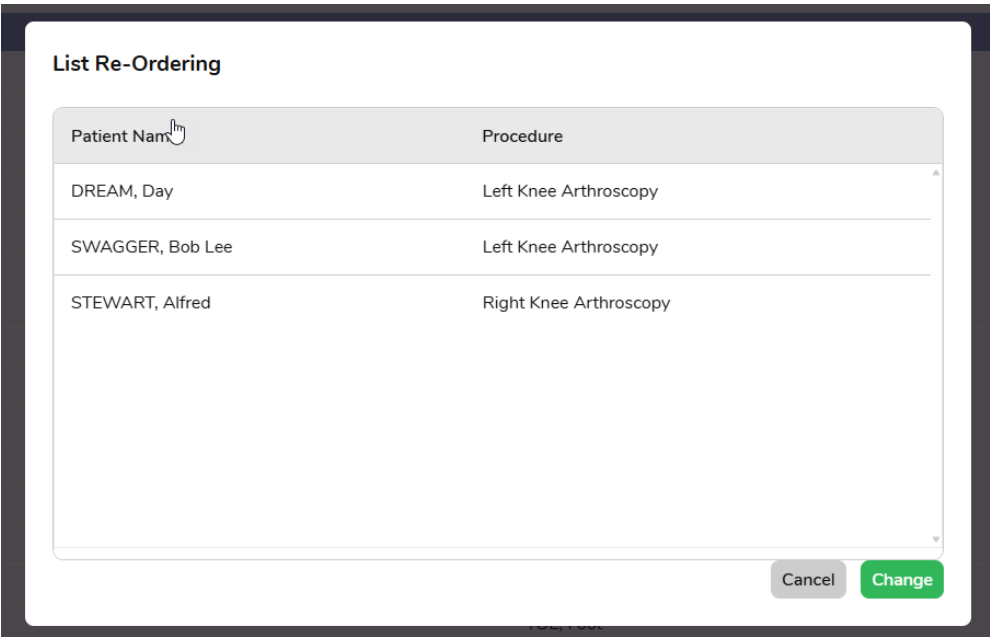 List Re-Ordering
Patient Nam
Procedure
DREAM, Day
Left Knee Arthroscopy
SWAGGER, Bob Lee
Left Knee Arthroscopy
STEWART, Alfred
Right Knee Arthroscopy
Cancel
Change